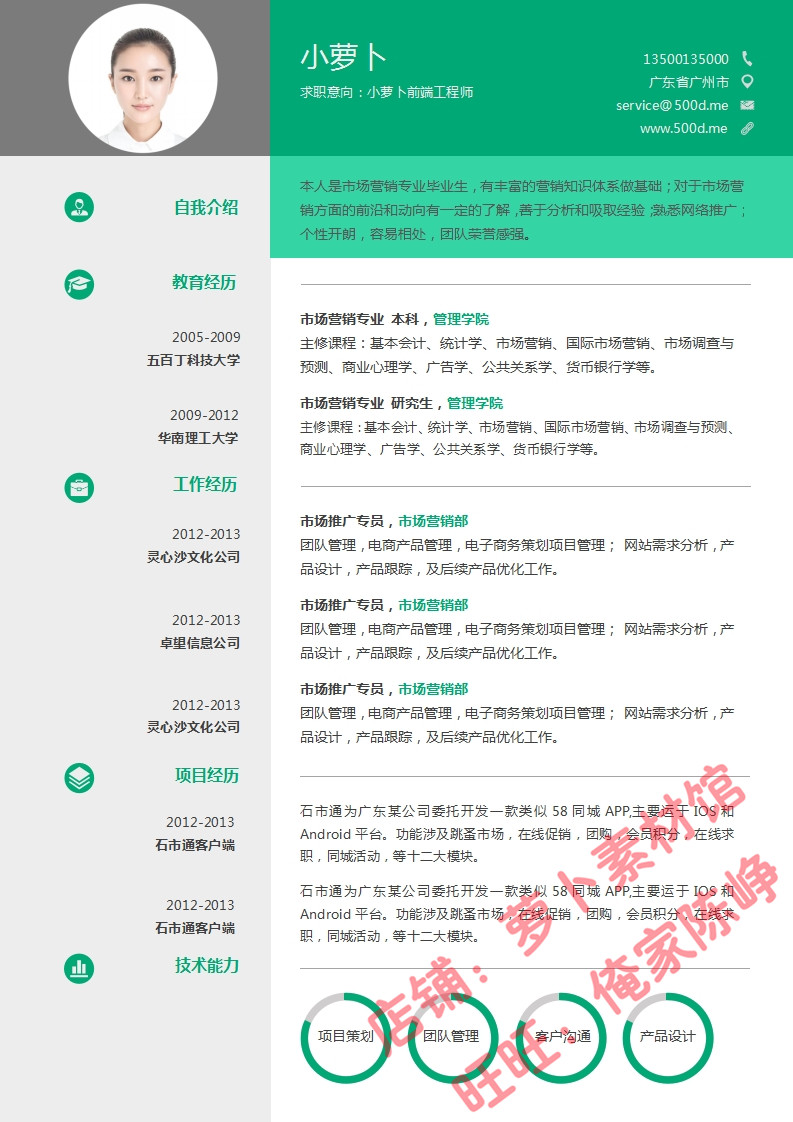 小萝卜
求职意向：小萝卜前端工程师
13500135000
广东省广州市
service@500d.me
www.500d.me
自我介绍
本人是市场营销专业毕业生，有丰富的营销知识体系做基础；对于市场营
销方面的前沿和动向有一定的了解，善于分析和吸取经验；熟悉网络推广；
个性开朗，容易相处，团队荣誉感强。
教育经历
2005-2009
五百丁科技大学
市场营销专业 本科，管理学院
主修课程：基本会计、统计学、市场营销、国际市场营销、市场调查与
预测、商业心理学、广告学、公共关系学、货币银行学等。
2009-2012
华南理工大学
市场营销专业 研究生，管理学院
主修课程：基本会计、统计学、市场营销、国际市场营销、市场调查与预测、
商业心理学、广告学、公共关系学、货币银行学等。
工作经历
2012-2013
灵心沙文化公司
市场推广专员，市场营销部
团队管理，电商产品管理，电子商务策划项目管理； 网站需求分析，产
品设计，产品跟踪，及后续产品优化工作。
2012-2013
卓望信息公司
市场推广专员，市场营销部
团队管理，电商产品管理，电子商务策划项目管理； 网站需求分析，产
品设计，产品跟踪，及后续产品优化工作。
2012-2013
灵心沙文化公司
市场推广专员，市场营销部
团队管理，电商产品管理，电子商务策划项目管理； 网站需求分析，产
品设计，产品跟踪，及后续产品优化工作。
项目经历
2012-2013
石市通客户端
石市通为广东某公司委托开发一款类似 58 同城 APP,主要运于 IOS 和
Android 平台。功能涉及跳蚤市场，在线促销，团购，会员积分，在线求
职，同城活动，等十二大模块。
2012-2013
石市通客户端
石市通为广东某公司委托开发一款类似 58 同城 APP,主要运于 IOS 和
Android 平台。功能涉及跳蚤市场，在线促销，团购，会员积分，在线求
职，同城活动，等十二大模块。
技术能力
项目策划
团队管理
客户沟通
产品设计
店铺：萝卜素材馆
旺旺：俺家陈峥